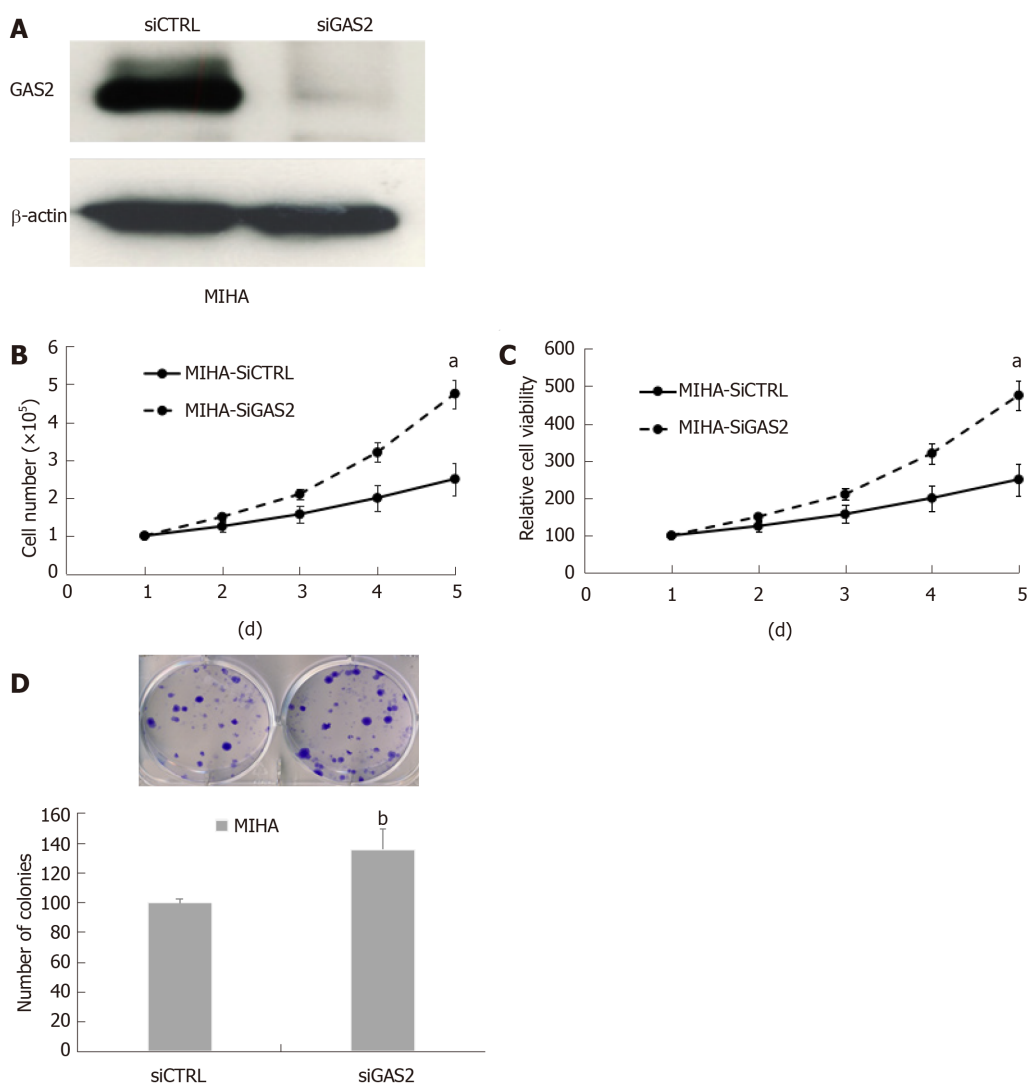 A
siCTRL siGAS2
GAS2
β-actin
MIHA
B
6
5
4
3
2
1
0
Cell number (×10⁵)
MIHA-SiCTRL
MIHA-SiGAS2
a
0 1 2 3 4 5
(d)
C
600
500
400
300
200
100
0
Relative cell viability
MIHA-SiCTRL
MIHA-SiGAS2
a
0 1 2 3 4 5
(d)
D
160
140
120
100
80
60
40
20
0
Number of colonies
MIHA
b
siCTRL siGAS2